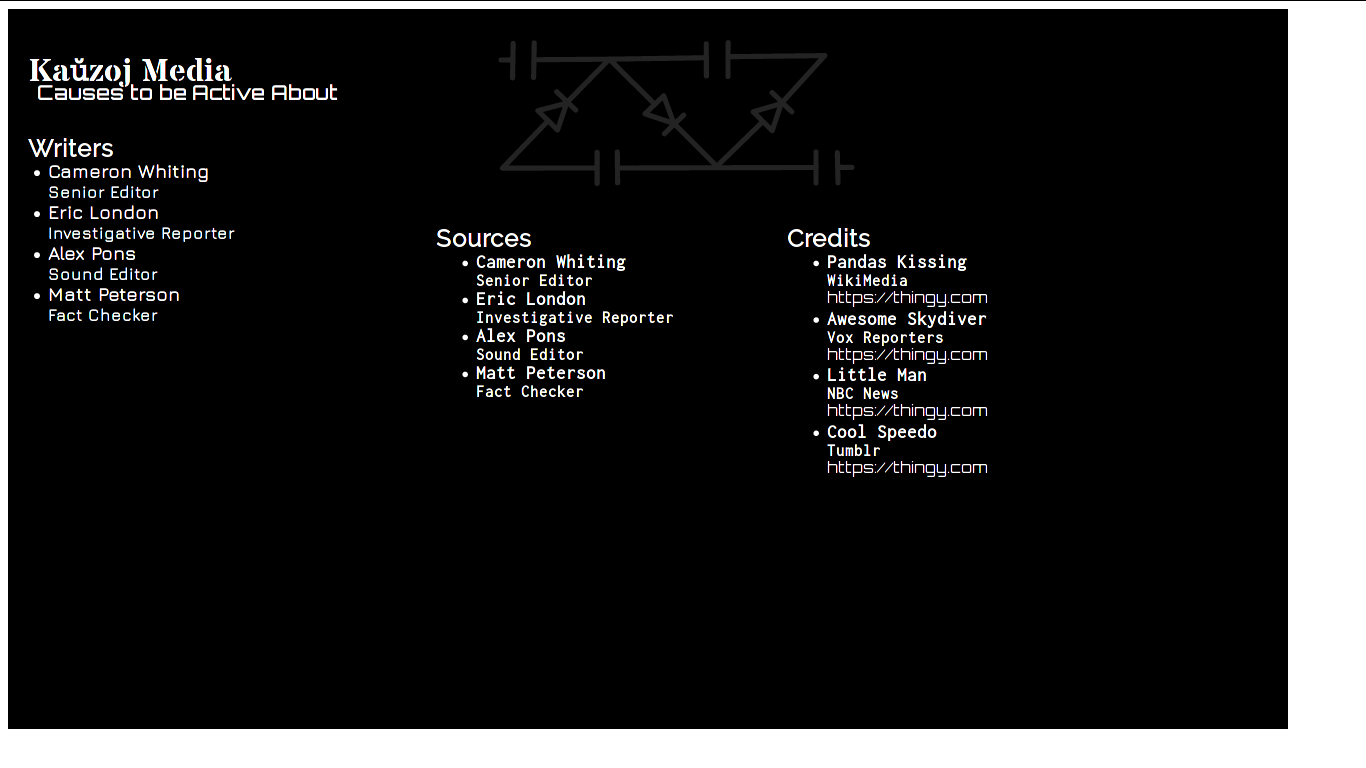 Kaŭzoj Media
Causes to be Active About
Writers
• Cameron Whiting
Senior Editor
• Eric London
Investigative Reporter
• Alex Pons
Sound Editor
• Matt Peterson
Fact Checker
Sources
• Cameron Whiting
Senior Editor
• Eric London
Investigative Reporter
• Alex Pons
Sound Editor
• Matt Peterson
Fact Checker
Credits
• Pandas Kissing
WikiMedia
https://thingy.com
• Awesome Skydiver
Vox Reporters
https://thingy.com
• Little Man
NBC News
https://thingy.com
• Cool Speedo
Tumblr
https://thingy.com